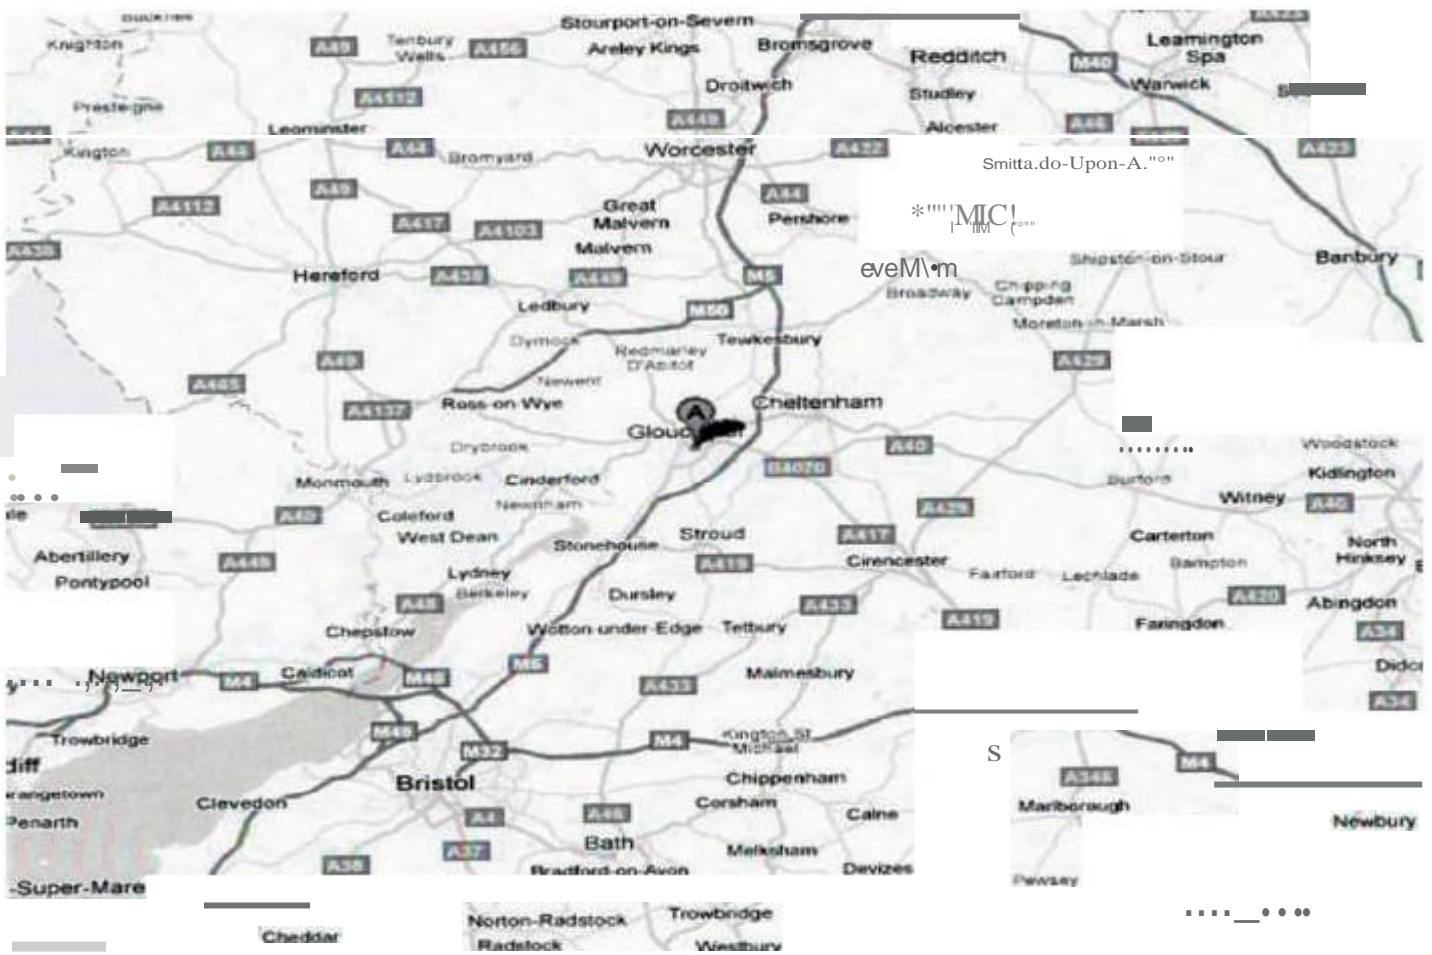 Stourport-on-Severn
Knighton A49 Tenbury Wells A456 Areley Kings Bromsgrove Redditch M40 Leamington Spa
Droitwich Warwick
Presteigne A4112 Studley
Leominster A449 Alcester A46
Kington A44 A44 Bromyard Worcester A422 A423
A4112 A49 A44
Great Malvern Pershore
A417 A4103
Malvern
A438 Shipston-on-Stour Banbury
Hereford A438 A449 M5
Broadway Chipping Campden
Ledbury M50
Moreton-in-Marsh
Dymock Tewkesbury
Redmarley D'Abitot
A49 A429
A465 Newent
A4137 Ross-on-Wye A Cheltenham
Drybrook A40 Woodstock
B4070 Kidlington
Monmouth Lydbrook Cinderford Burford
Newnham Witney A40
A40 Coleford A429
West Dean Stroud A417 Carterton North Hinksey
Stonehouse
Abertillery A449 A419 Cirencester Bampton
Pontypool Lydney Fairford Lechlade
Berkeley Dursley A420 Abingdon
A48 A433 A419
Chepstow Wotton-under-Edge Tetbury Faringdon A34
Newport M4 Caldicot M48 M5 Malmesbury
A433 A34
M49
Trowbridge M32 M4 Kington St Michael S M4
diff
Bristol Chippenham A346
rangetown Clevedon Corsham Marlborough
Penarth A4 A46 Calne Newbury
Bath
A38 A37 Melksham
Bradford-on-Avon Devizes
-Super-Mare Pewsey
Norton-Radstock Trowbridge
Cheddar Radstock Westbury